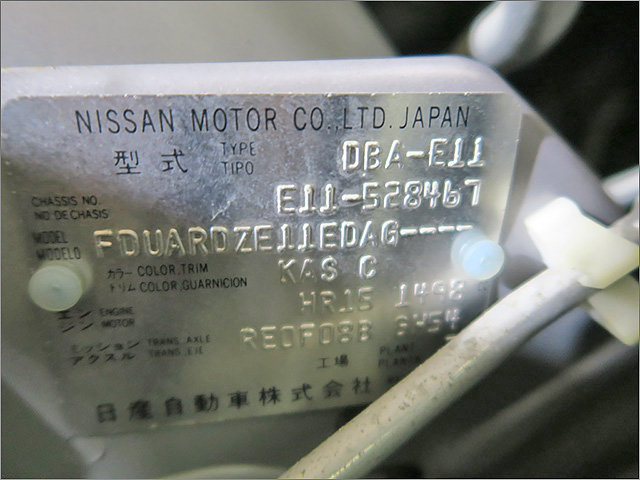 NISSAN MOTOR CO.,LTD. JAPAN
型式 TYPE TIPO DBA-E11
CHASSIS NO. NO DE CHASIS E11-528467
MODEL MODELO FDUARDZE11EDAG----
カラー COLOR,TRIM KAS C
トリム COLOR,GUARNICION
エンジン ENGINE MOTOR HR15 1498
ミッション アクスル TRANS.,AXLE TRANS.,EJE RE0F08B GH54
工場 PLANT
日産自動車株式会社